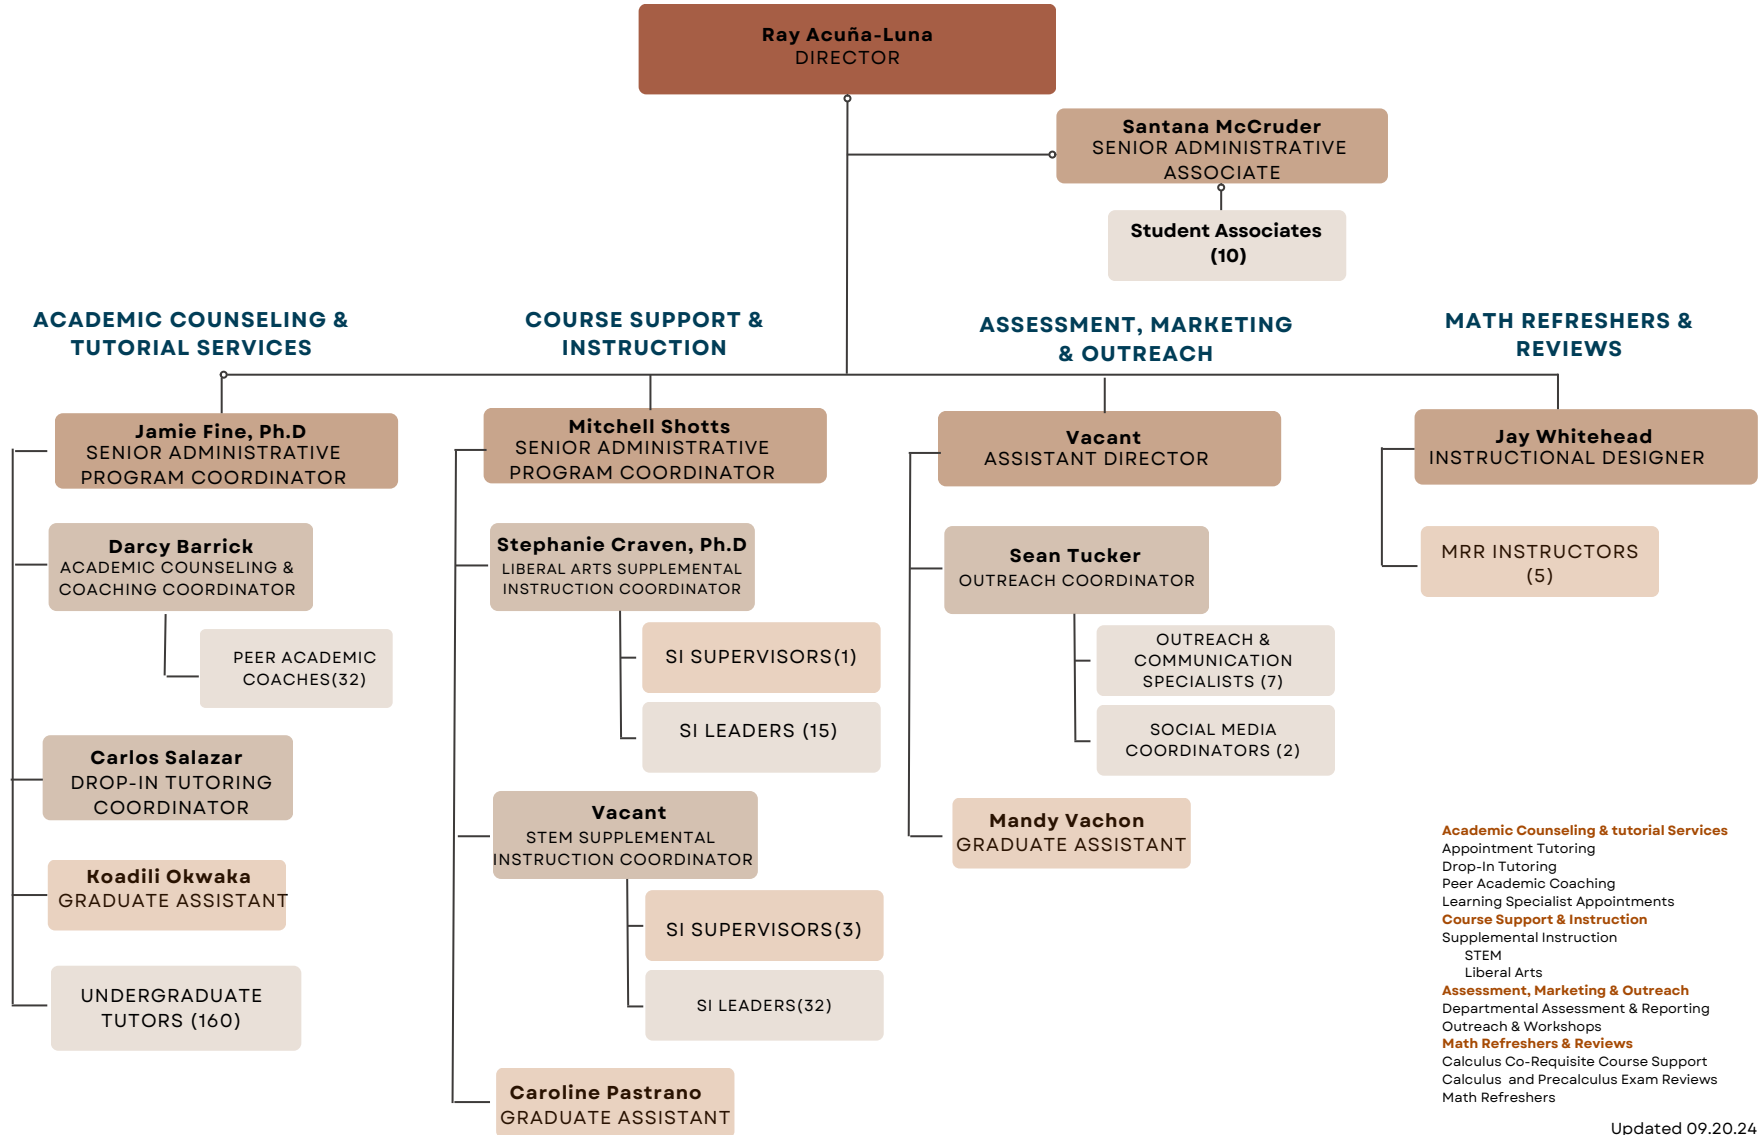 Ray Acuña-Luna
DIRECTOR
Santana McCruder
SENIOR ADMINISTRATIVE
ASSOCIATE
Student Associates
(10)
ACADEMIC COUNSELING &
TUTORIAL SERVICES
Jamie Fine, Ph.D
SENIOR ADMINISTRATIVE
PROGRAM COORDINATOR
Darcy Barrick
ACADEMIC COUNSELING &
COACHING COORDINATOR
PEER ACADEMIC
COACHES(32)
Carlos Salazar
DROP-IN TUTORING
COORDINATOR
Koadili Okwaka
GRADUATE ASSISTANT
UNDERGRADUATE
TUTORS (160)
COURSE SUPPORT &
INSTRUCTION
Mitchell Shotts
SENIOR ADMINISTRATIVE
PROGRAM COORDINATOR
Stephanie Craven, Ph.D
LIBERAL ARTS SUPPLEMENTAL
INSTRUCTION COORDINATOR
SI SUPERVISORS(1)
SI LEADERS (15)
Vacant
STEM SUPPLEMENTAL
INSTRUCTION COORDINATOR
SI SUPERVISORS(3)
SI LEADERS(32)
Caroline Pastrano
GRADUATE ASSISTANT
ASSESSMENT, MARKETING
& OUTREACH
Vacant
ASSISTANT DIRECTOR
Sean Tucker
OUTREACH COORDINATOR
OUTREACH &
COMMUNICATION
SPECIALISTS (7)
SOCIAL MEDIA
COORDINATORS (2)
Mandy Vachon
GRADUATE ASSISTANT
MATH REFRESHERS &
REVIEWS
Jay Whitehead
INSTRUCTIONAL DESIGNER
MRR INSTRUCTORS
(5)
Academic Counseling & tutorial Services
Appointment Tutoring
Drop-In Tutoring
Peer Academic Coaching
Learning Specialist Appointments
Course Support & Instruction
Supplemental Instruction
STEM
Liberal Arts
Assessment, Marketing & Outreach
Departmental Assessment & Reporting
Outreach & Workshops
Math Refreshers & Reviews
Calculus Co-Requisite Course Support
Calculus and Precalculus Exam Reviews
Math Refreshers
Updated 09.20.24